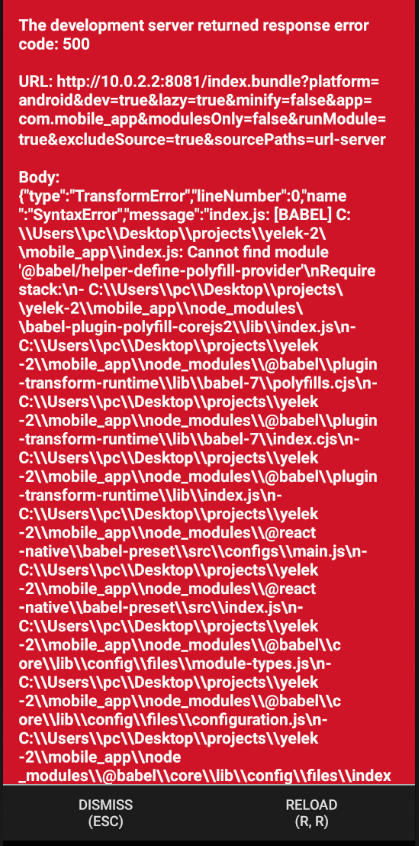 The development server returned response error
code: 500
URL: http://10.0.2.2:8081/index.bundle?platform=
android&dev=true&lazy=true&minify=false&app=
com.mobile_app&modulesOnly=false&runModule=
true&excludeSource=true&sourcePaths=url-server
Body:
{"type":"TransformError","lineNumber":0,"name
":"SyntaxError","message":"index.js: [BABEL] C:
\\Users\\pc\\Desktop\\projects\\yelek-2\
\mobile_app\\index.js: Cannot find module
'@babel/helper-define-polyfill-provider'\nRequire
stack:\n- C:\\Users\\pc\\Desktop\\projects\
\yelek-2\\mobile_app\\node_modules\
\babel-plugin-polyfill-corejs2\\lib\\index.js\n-
C:\\Users\\pc\\Desktop\\projects\\yelek
-2\\mobile_app\\node_modules\\@babel\\plugin
-transform-runtime\\lib\\babel-7\\polyfills.cjs\n-
C:\\Users\\pc\\Desktop\\projects\\yelek
-2\\mobile_app\\node_modules\\@babel\\plugin
-transform-runtime\\lib\\babel-7\\index.cjs\n-
C:\\Users\\pc\\Desktop\\projects\\yelek
-2\\mobile_app\\node_modules\\@babel\\plugin
-transform-runtime\\lib\\index.js\n-
C:\\Users\\pc\\Desktop\\projects\\yelek
-2\\mobile_app\\node_modules\\@react
-native\\babel-preset\\src\\configs\\main.js\n-
C:\\Users\\pc\\Desktop\\projects\\yelek
-2\\mobile_app\\node_modules\\@react
-native\\babel-preset\\src\\index.js\n-
C:\\Users\\pc\\Desktop\\projects\\yelek
-2\\mobile_app\\node_modules\\@babel\\c
ore\\lib\\config\\files\\module-types.js\n-
C:\\Users\\pc\\Desktop\\projects\\yelek
-2\\mobile_app\\node_modules\\@babel\\c
ore\\lib\\config\\files\\configuration.js\n-
C:\\Users\\pc\\Desktop\\projects\\yelek
-2\\mobile_app\\node
_modules\\@babel\\core\\lib\\config\\files\\index
DISMISS
(ESC)
RELOAD
(R, R)